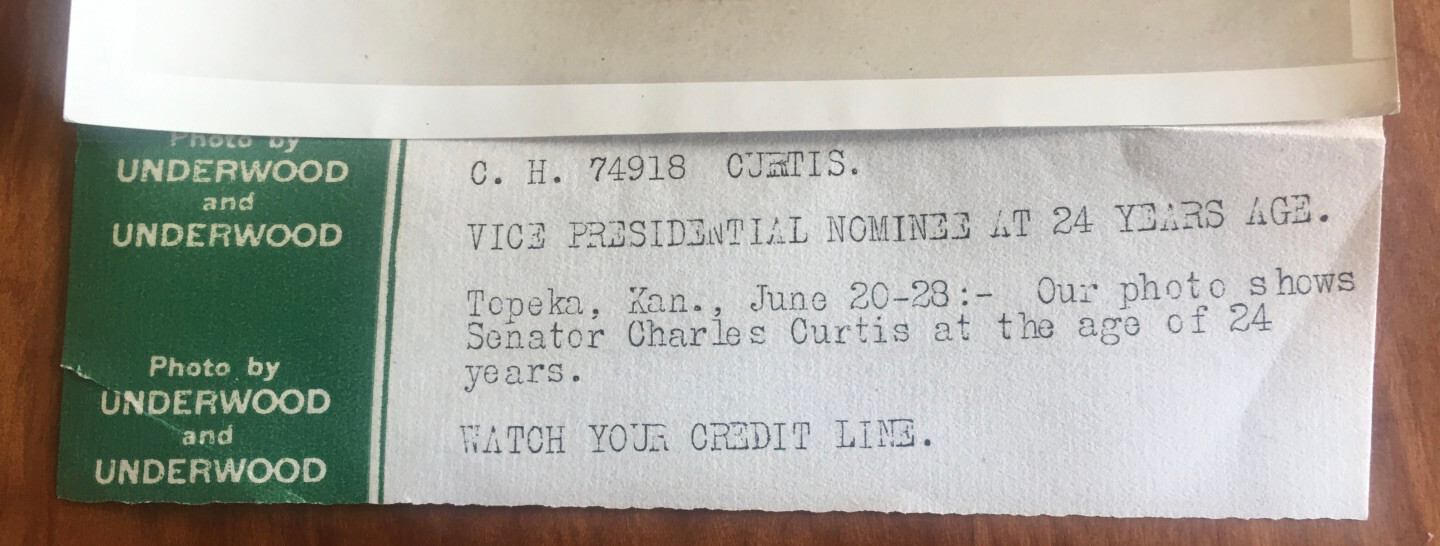 Photo by
UNDERWOOD
and
UNDERWOOD
Photo by
UNDERWOOD
and
UNDERWOOD
C. H. 74918 CURTIS.
VICE PRESIDENTIAL NOMINEE AT 24 YEARS AGE.
Topeka, Kan., June 20-28:- Our photo shows
Senator Charles Curtis at the age of 24
years.
WATCH YOUR CREDIT LINE.